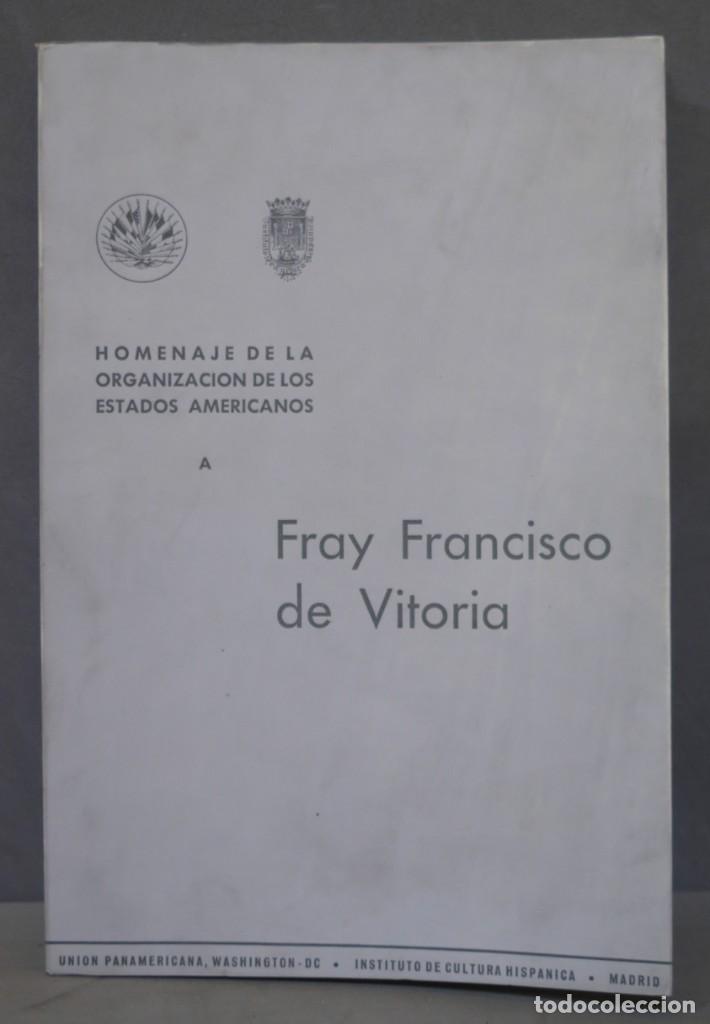 HOMENAJE DE LA
ORGANIZACION DE LOS
ESTADOS AMERICANOS
A
Fray Francisco
de Vitoria
UNION PANAMERICANA, WASHINGTON-DC • INSTITUTO DE CULTURA HISPANICA • MADRID
todocoleccion